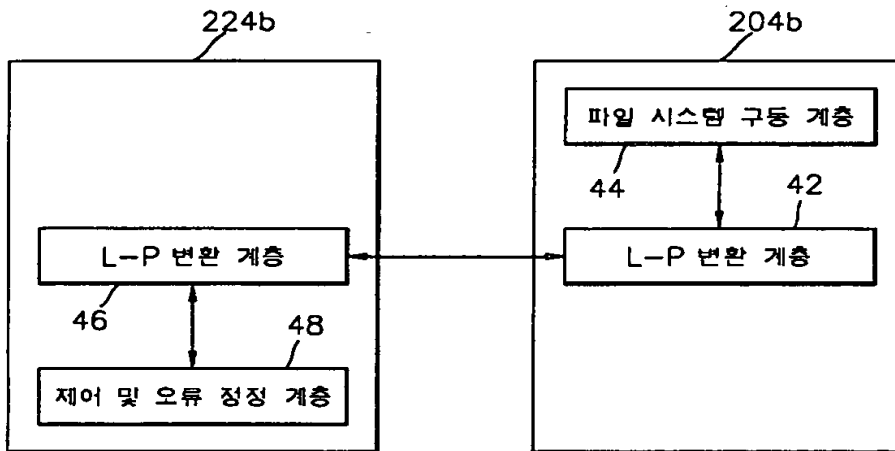 224b
204b
파일 시스템 구동 계층
44
42
L-P 변환 계층
L-P 변환 계층
46
48
제어 및 오류 정정 계층